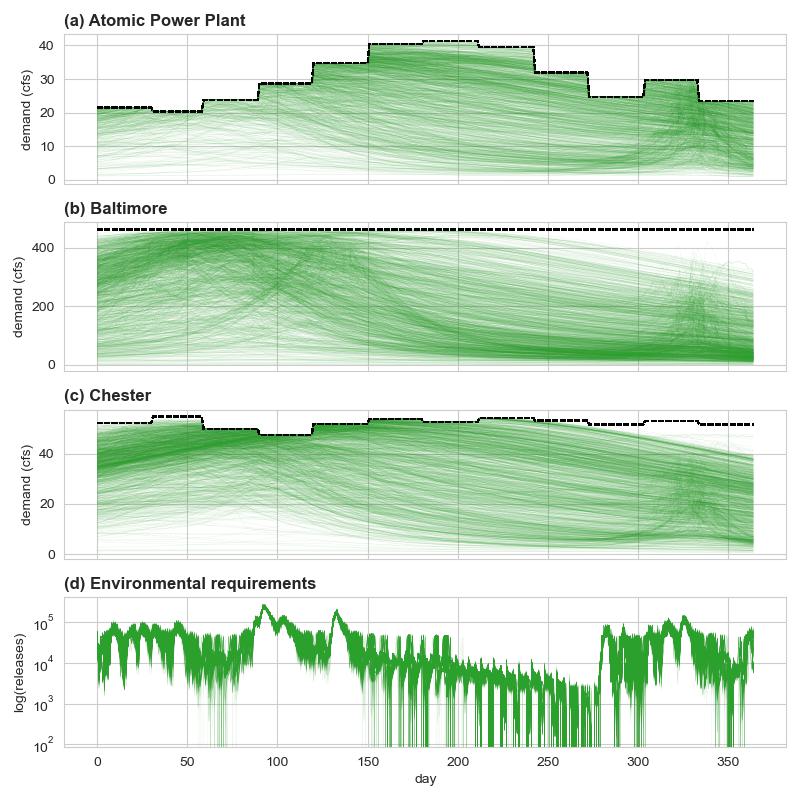 (a) Atomic Power Plant
40
30
20
10
0
demand (cfs)
(b) Baltimore
400
200
0
demand (cfs)
(c) Chester
40
20
0
demand (cfs)
(d) Environmental requirements
10^5
10^4
10^3
10^2
log(releases)
0 50 100 150 200 250 300 350
day